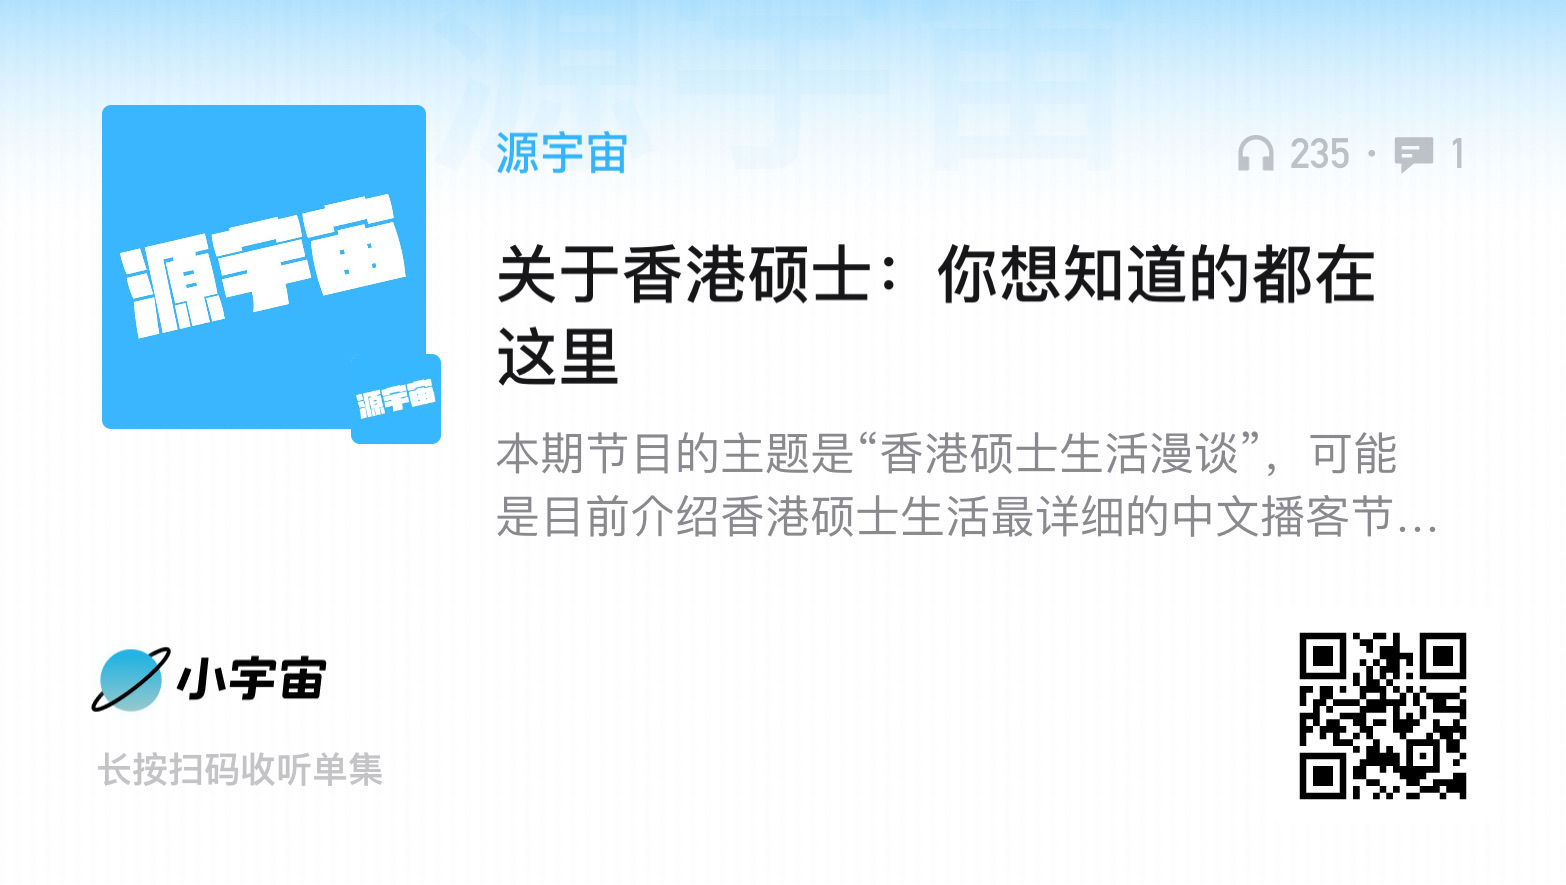 源宇宙
源宇宙
源宇宙
235 · 1
源宇宙
关于香港硕士：你想知道的都在
这里
源宇宙
本期节目的主题是“香港硕士生活漫谈”，可能
是目前介绍香港硕士生活最详细的中文播客节...
小宇宙
长按扫码收听单集